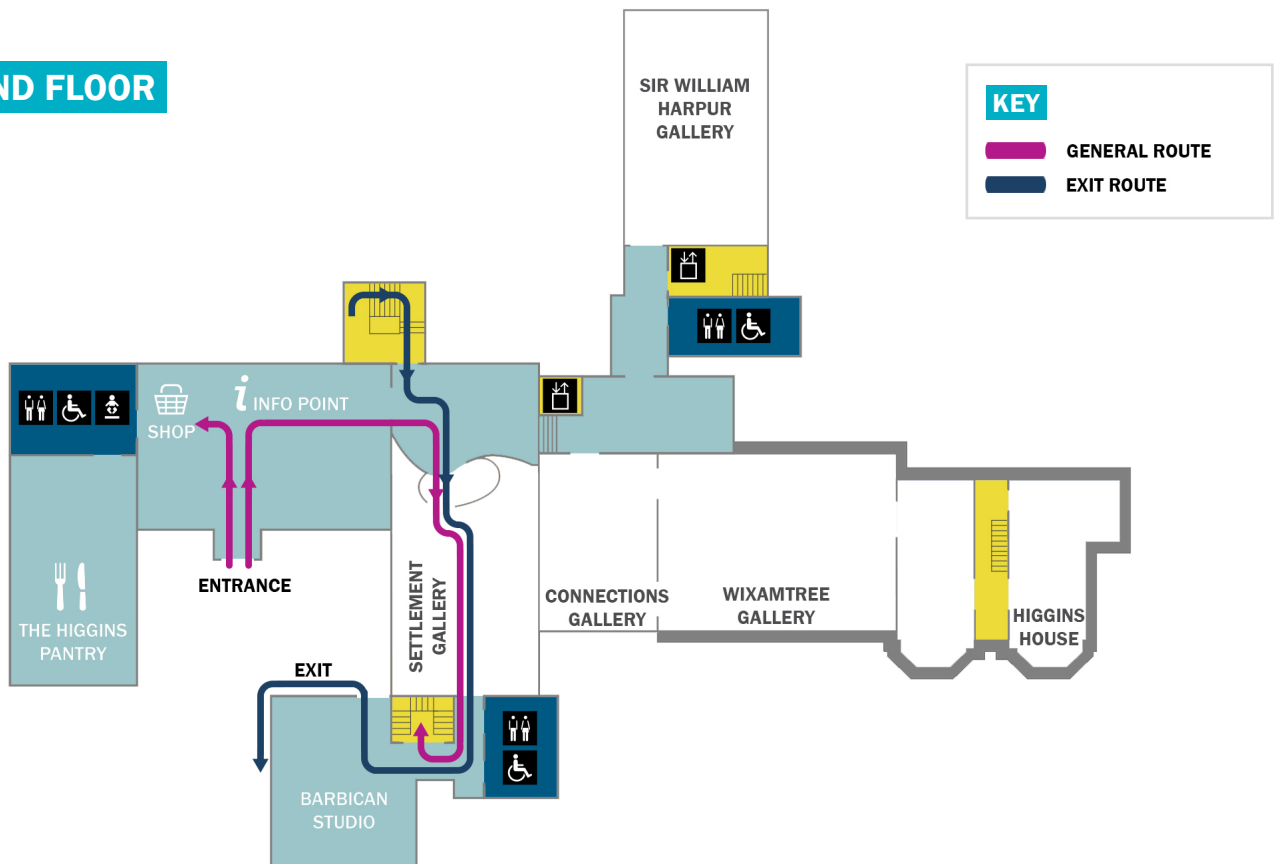 ND FLOOR
SIR WILLIAM
HARPUR
GALLERY
KEY
GENERAL ROUTE
EXIT ROUTE
i INFO POINT
SHOP
ENTRANCE
THE HIGGINS
PANTRY
SETTLEMENT
GALLERY
CONNECTIONS
GALLERY
WIXAMTREE
GALLERY
HIGGINS
HOUSE
EXIT
BARBICAN
STUDIO